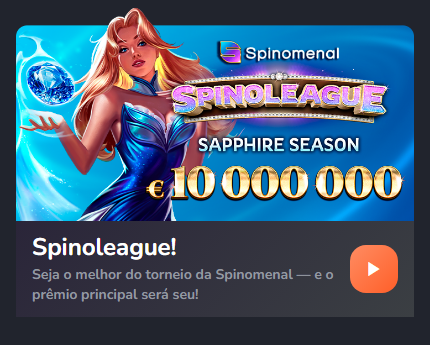 Spinomenal
SPINOLEAGUE
SAPPHIRE SEASON
€10 000 000
Spinoleague!
Seja o melhor do torneio da Spinomenal — e o
prêmio principal será seu!